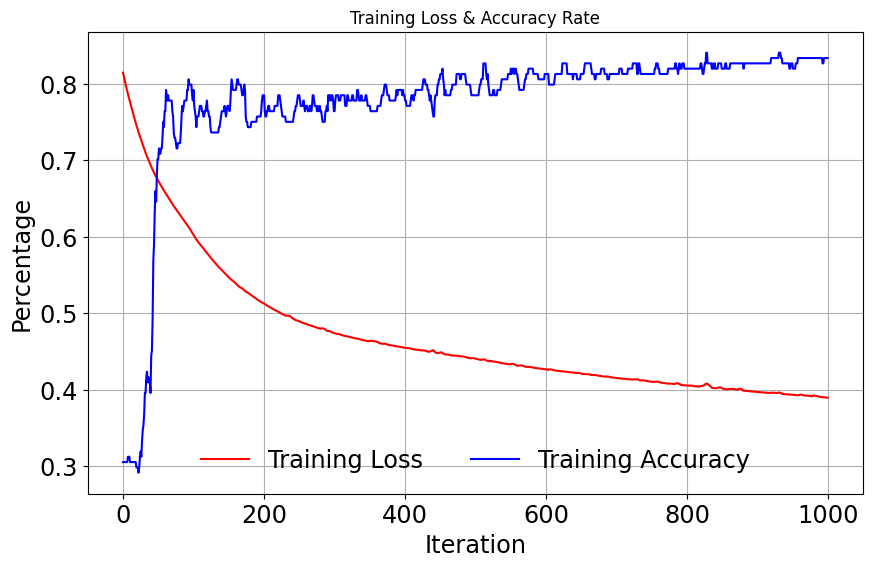 Training Loss & Accuracy Rate
Percentage
0.8
0.7
0.6
0.5
0.4
0.3
Training Loss
Training Accuracy
0 200 400 600 800 1000
Iteration